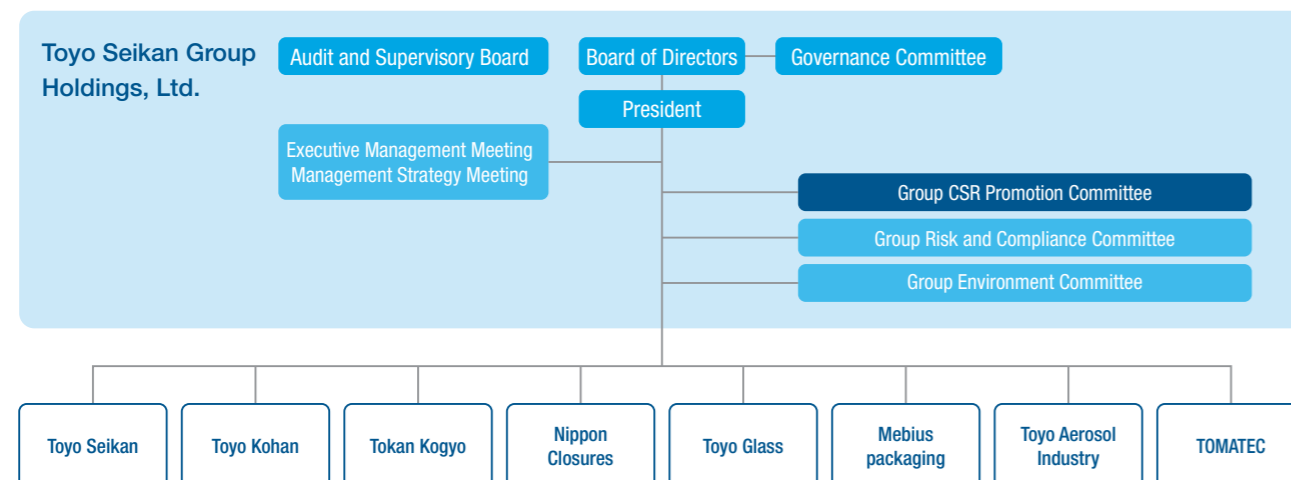 Toyo Seikan Group
Holdings, Ltd.
Audit and Supervisory Board
Board of Directors
Governance Committee
President
Executive Management Meeting
Management Strategy Meeting
Group CSR Promotion Committee
Group Risk and Compliance Committee
Group Environment Committee
Toyo Seikan
Toyo Kohan
Tokan Kogyo
Nippon
Closures
Toyo Glass
Mebius
packaging
Toyo Aerosol
Industry
TOMATEC